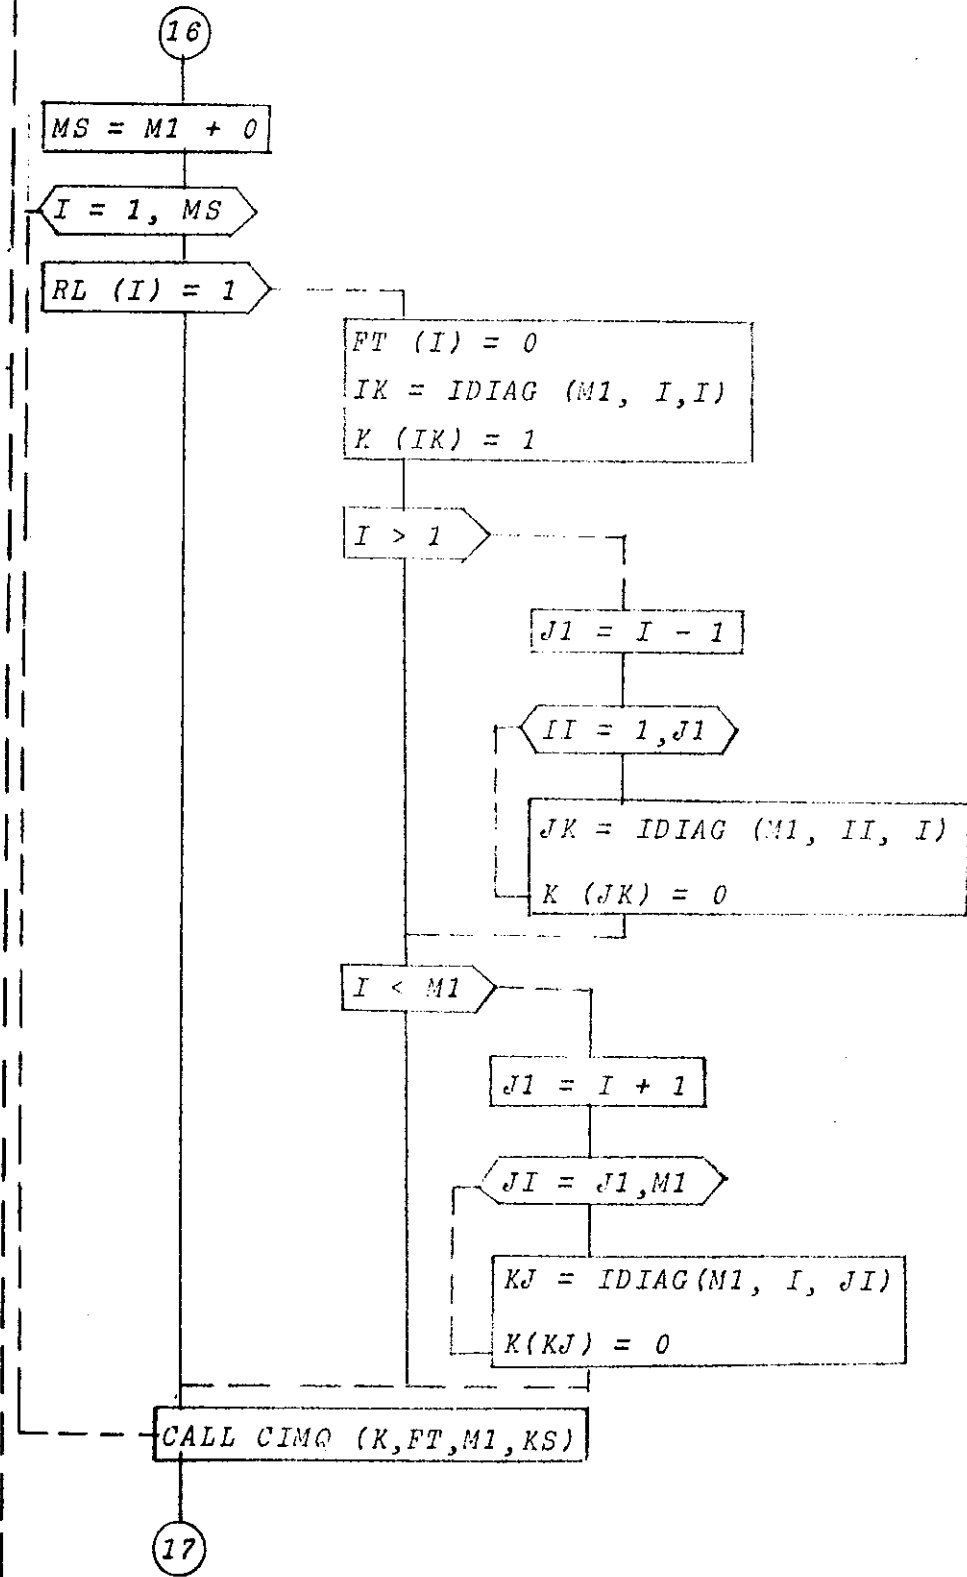 16
MS = M1 + 0
I = 1, MS
RL (I) = 1
FT (I) = 0
IK = IDIAG (M1, I,I)
K (IK) = 1
I > 1
J1 = I - 1
II = 1,J1
JK = IDIAG (M1, II, I)
K (JK) = 0
I < M1
J1 = I + 1
JI = J1,M1
KJ = IDIAG(M1, I, JI)
K(KJ) = 0
CALL CIMQ (K,FT,M1,KS)
17